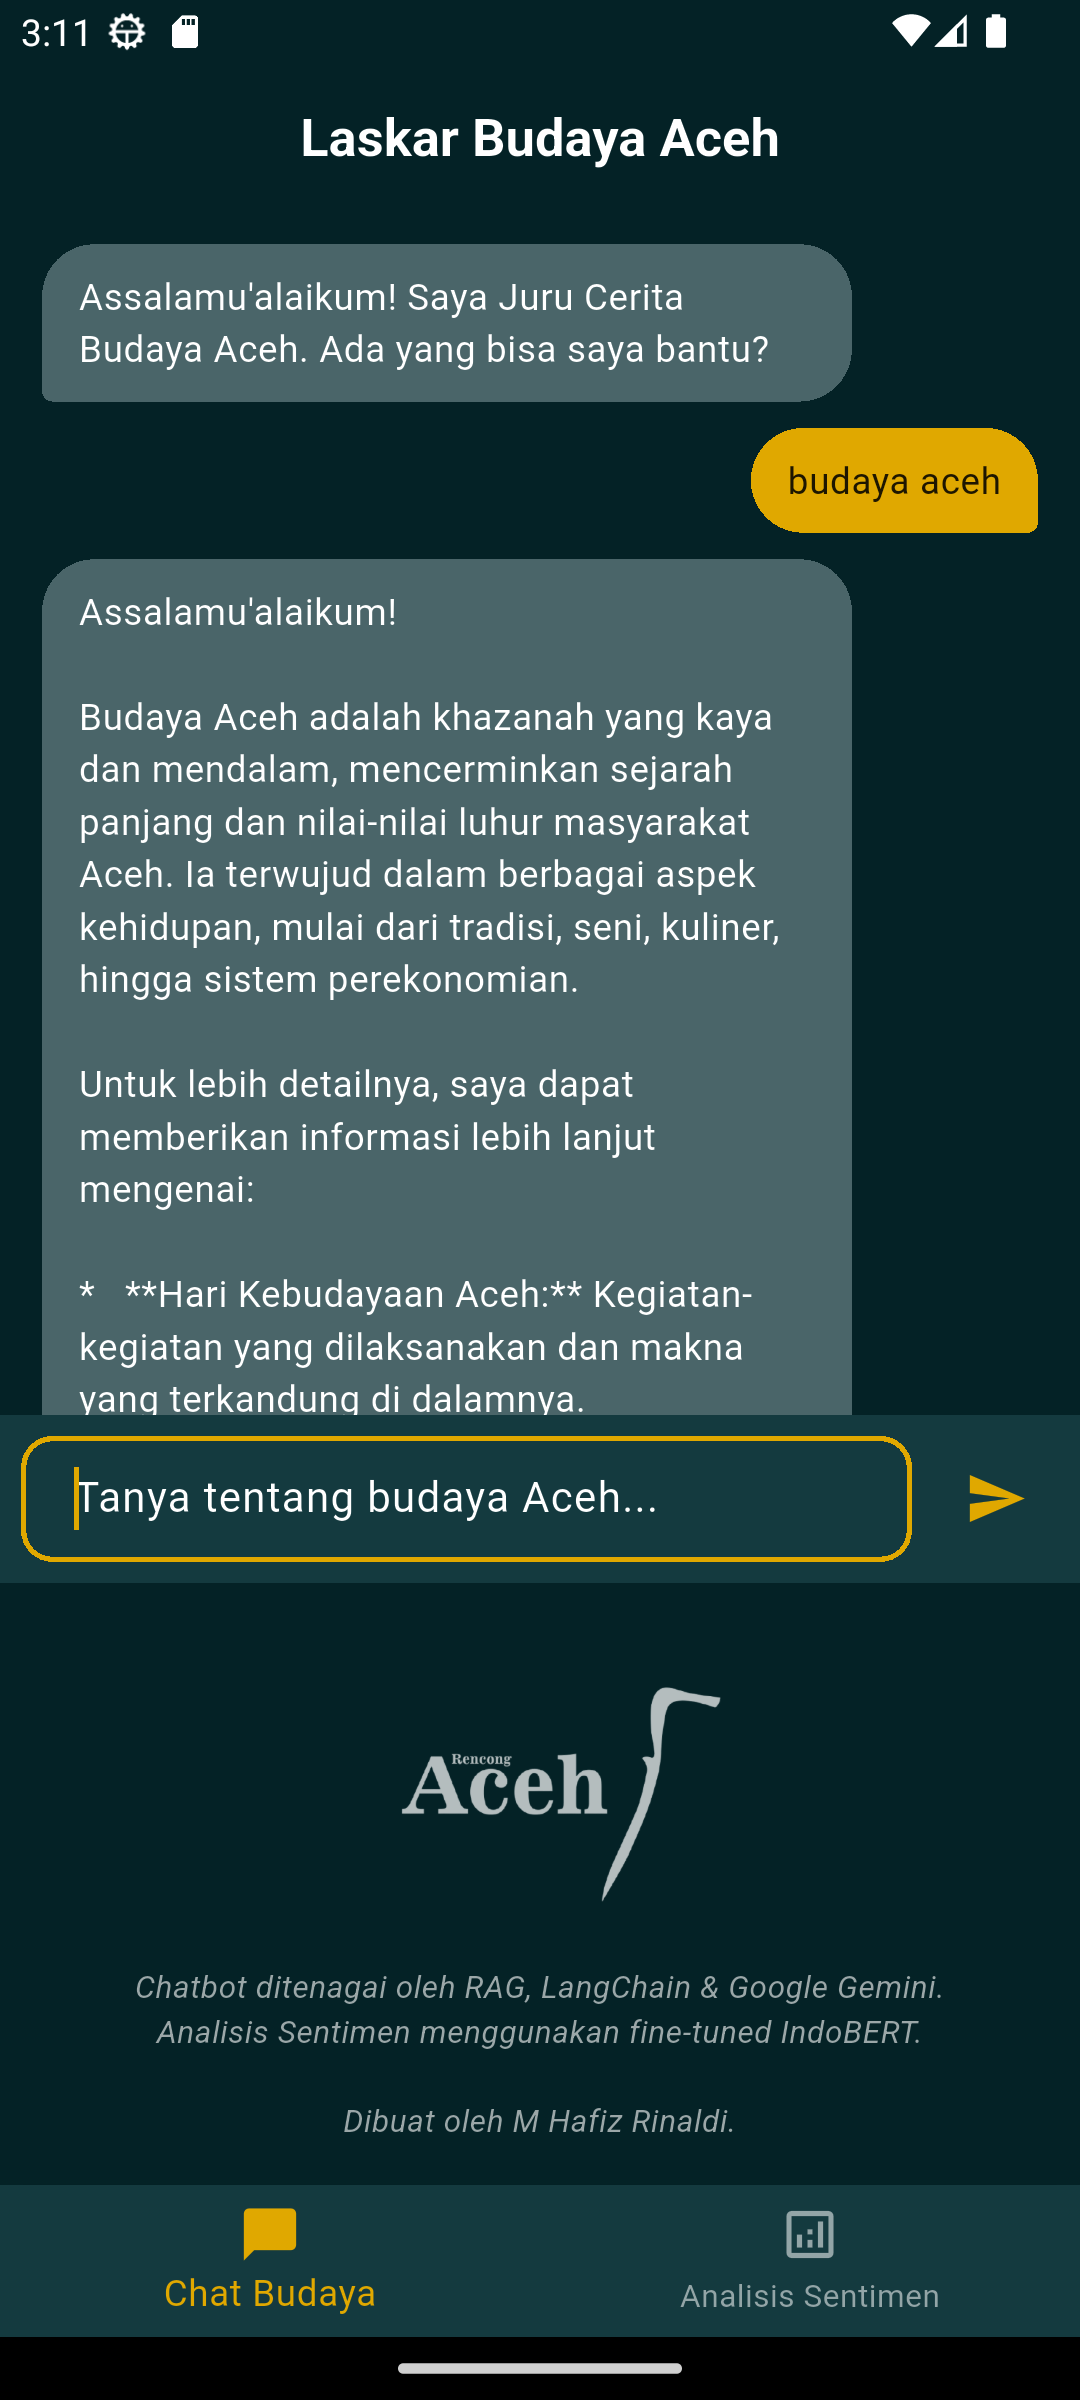 3:11
Laskar Budaya Aceh
Assalamu'alaikum! Saya Juru Cerita
Budaya Aceh. Ada yang bisa saya bantu?
budaya aceh
Assalamu'alaikum!
Budaya Aceh adalah khazanah yang kaya
dan mendalam, mencerminkan sejarah
panjang dan nilai-nilai luhur masyarakat
Aceh. Ia terwujud dalam berbagai aspek
kehidupan, mulai dari tradisi, seni, kuliner,
hingga sistem perekonomian.
Untuk lebih detailnya, saya dapat
memberikan informasi lebih lanjut
mengenai:
*   **Hari Kebudayaan Aceh:** Kegiatan-
kegiatan yang dilaksanakan dan makna
yang terkandung di dalamnya.
Tanya tentang budaya Aceh...
Rencong
Aceh
Chatbot ditenagai oleh RAG, LangChain & Google Gemini.
Analisis Sentimen menggunakan fine-tuned IndoBERT.
Dibuat oleh M Hafiz Rinaldi.
Chat Budaya
Analisis Sentimen